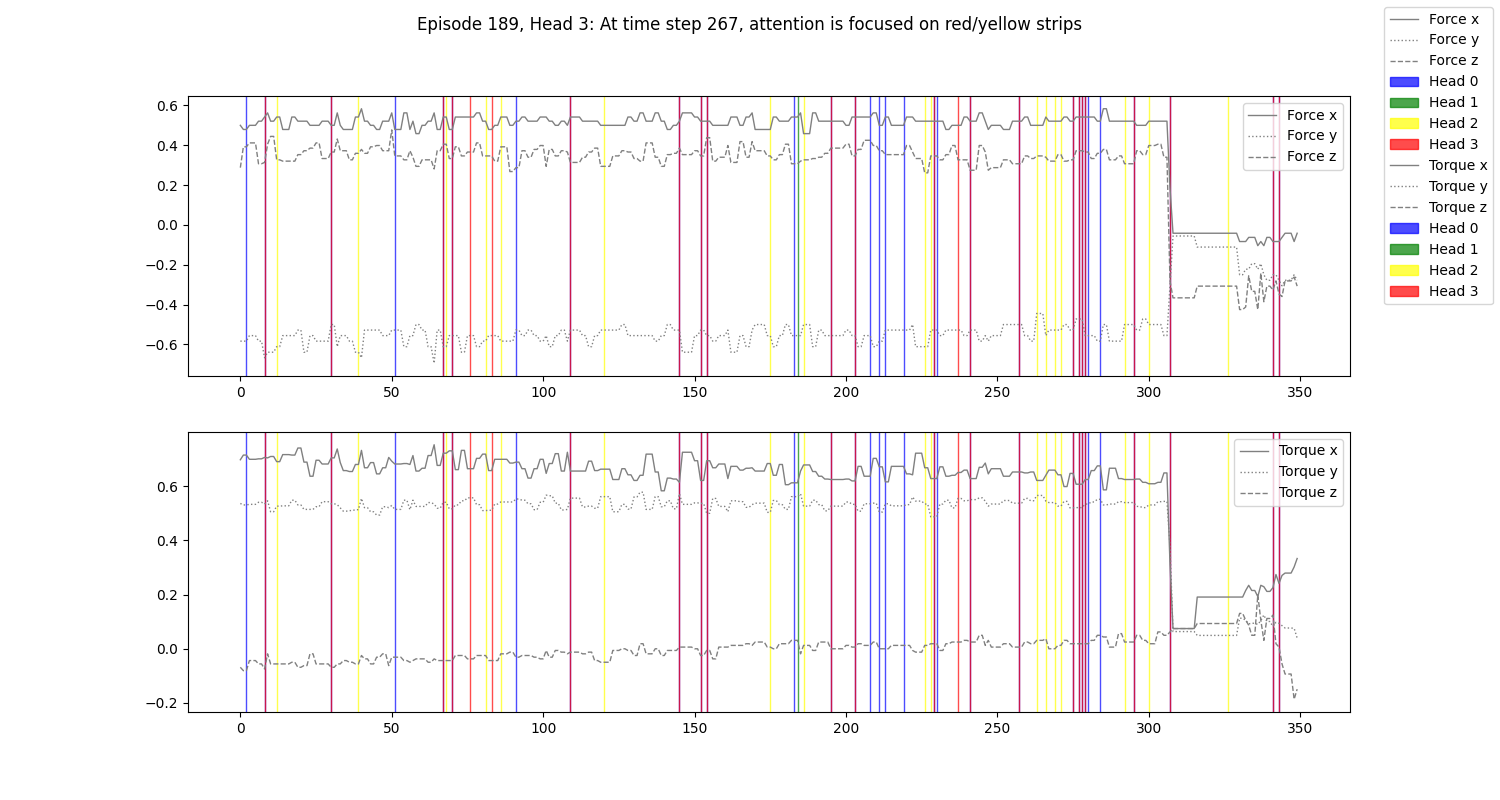 Episode 189, Head 3: At time step 267, attention is focused on red/yellow strips
Force x
Force y
Force z
Head 0
Head 1
Head 2
Head 3
Torque x
Torque y
Torque z
Head 0
Head 1
Head 2
Head 3
0.6
0.4
0.2
0.0
−0.2
−0.4
−0.6
Force x
Force y
Force z
0 50 100 150 200 250 300 350
0.6
0.4
0.2
0.0
−0.2
Torque x
Torque y
Torque z
0 50 100 150 200 250 300 350